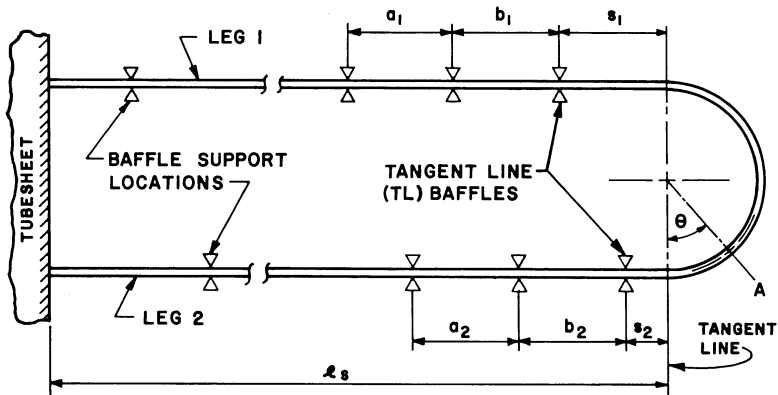 a₁ b₁ s₁
LEG 1
TUBESHEET
BAFFLE SUPPORT
LOCATIONS
TANGENT LINE
(TL) BAFFLES
θ
A
LEG 2
a₂ b₂ s₂
TANGENT
LINE
ℓs